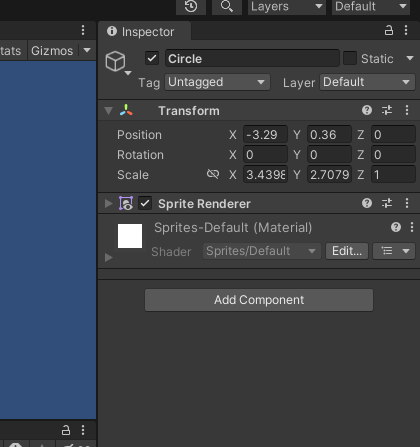 Layers Default
tats Gizmos
Inspector
Circle Static
Tag Untagged Layer Default
Transform
Position X -3.29 Y 0.36 Z 0
Rotation X 0 Y 0 Z 0
Scale X 3.4398 Y 2.7079 Z 1
Sprite Renderer
Sprites-Default (Material)
Shader Sprites/Default Edit...
Add Component